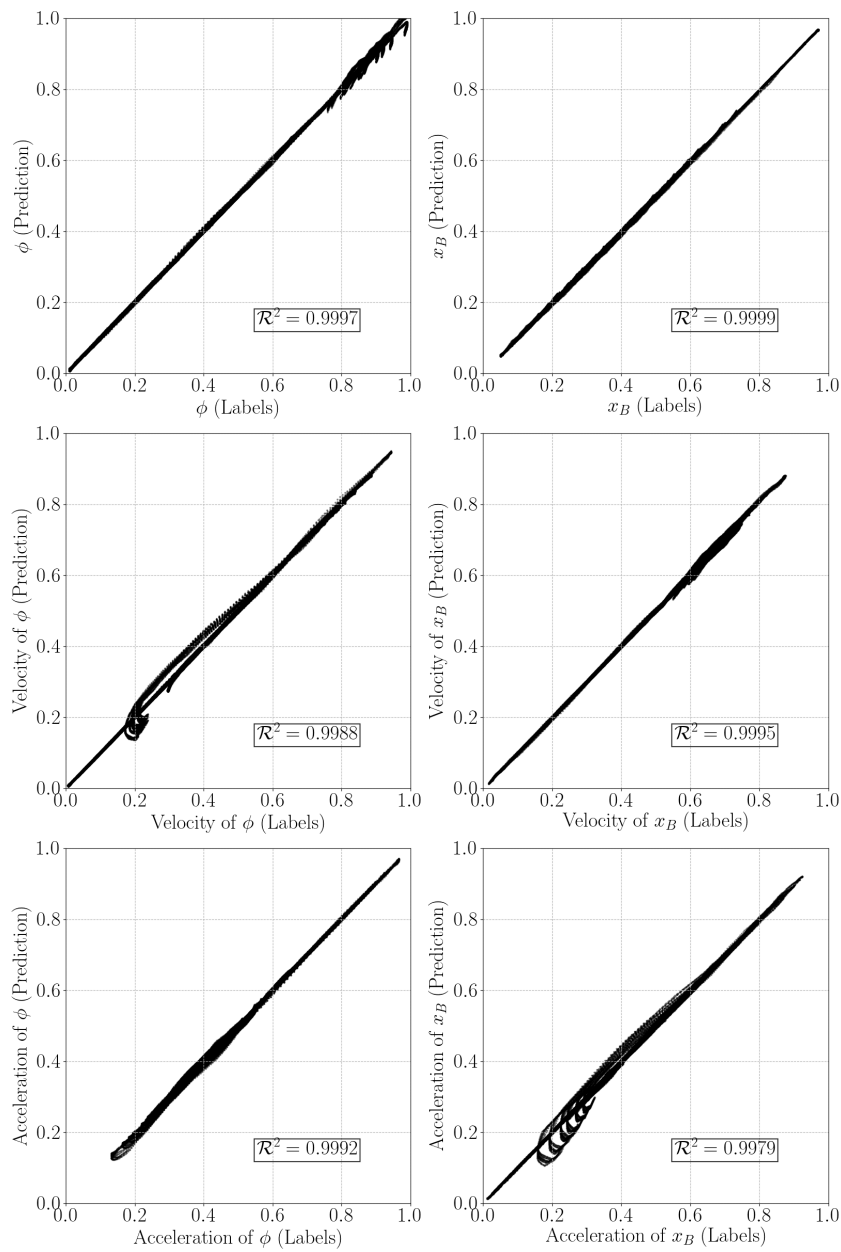 1.0
0.8
0.6
0.4
0.2
0.0
ϕ (Prediction)
ℛ² = 0.9997
0.0 0.2 0.4 0.6 0.8 1.0
ϕ (Labels)
1.0
0.8
0.6
0.4
0.2
0.0
x_B (Prediction)
ℛ² = 0.9999
0.0 0.2 0.4 0.6 0.8 1.0
x_B (Labels)
1.0
0.8
0.6
0.4
0.2
0.0
Velocity of ϕ (Prediction)
ℛ² = 0.9988
0.0 0.2 0.4 0.6 0.8 1.0
Velocity of ϕ (Labels)
1.0
0.8
0.6
0.4
0.2
0.0
Velocity of x_B (Prediction)
ℛ² = 0.9995
0.0 0.2 0.4 0.6 0.8 1.0
Velocity of x_B (Labels)
1.0
0.8
0.6
0.4
0.2
0.0
Acceleration of ϕ (Prediction)
ℛ² = 0.9992
0.0 0.2 0.4 0.6 0.8 1.0
Acceleration of ϕ (Labels)
1.0
0.8
0.6
0.4
0.2
0.0
Acceleration of x_B (Prediction)
ℛ² = 0.9979
0.0 0.2 0.4 0.6 0.8 1.0
Acceleration of x_B (Labels)